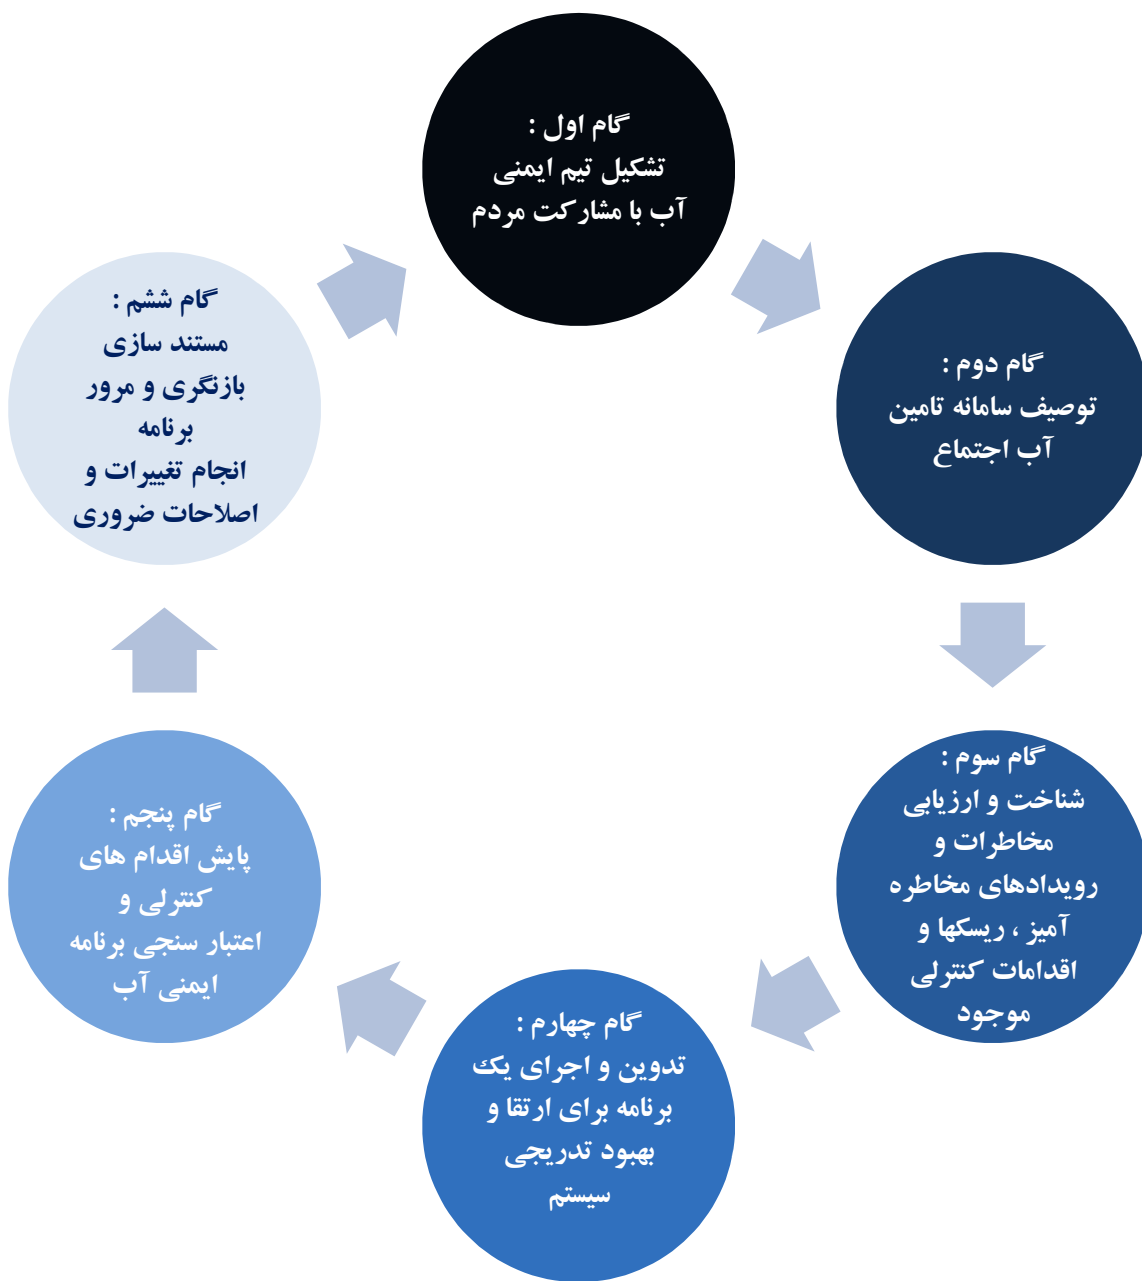 گام اول :
تشکیل تیم ایمنی
آب با مشارکت مردم
گام دوم :
توصیف سامانه تامین
آب اجتماع
گام سوم :
شناخت و ارزیابی
مخاطرات و
رویدادهای مخاطره
آمیز ، ریسکها و
اقدامات کنترلی
موجود
گام چهارم :
تدوین و اجرای یک
برنامه برای ارتقا و
بهبود تدریجی
سیستم
گام پنجم :
پایش اقدام های
کنترلی و
اعتبار سنجی برنامه
ایمنی آب
گام ششم :
مستند سازی
بازنگری و مرور
برنامه
انجام تغییرات و
اصلاحات ضروری